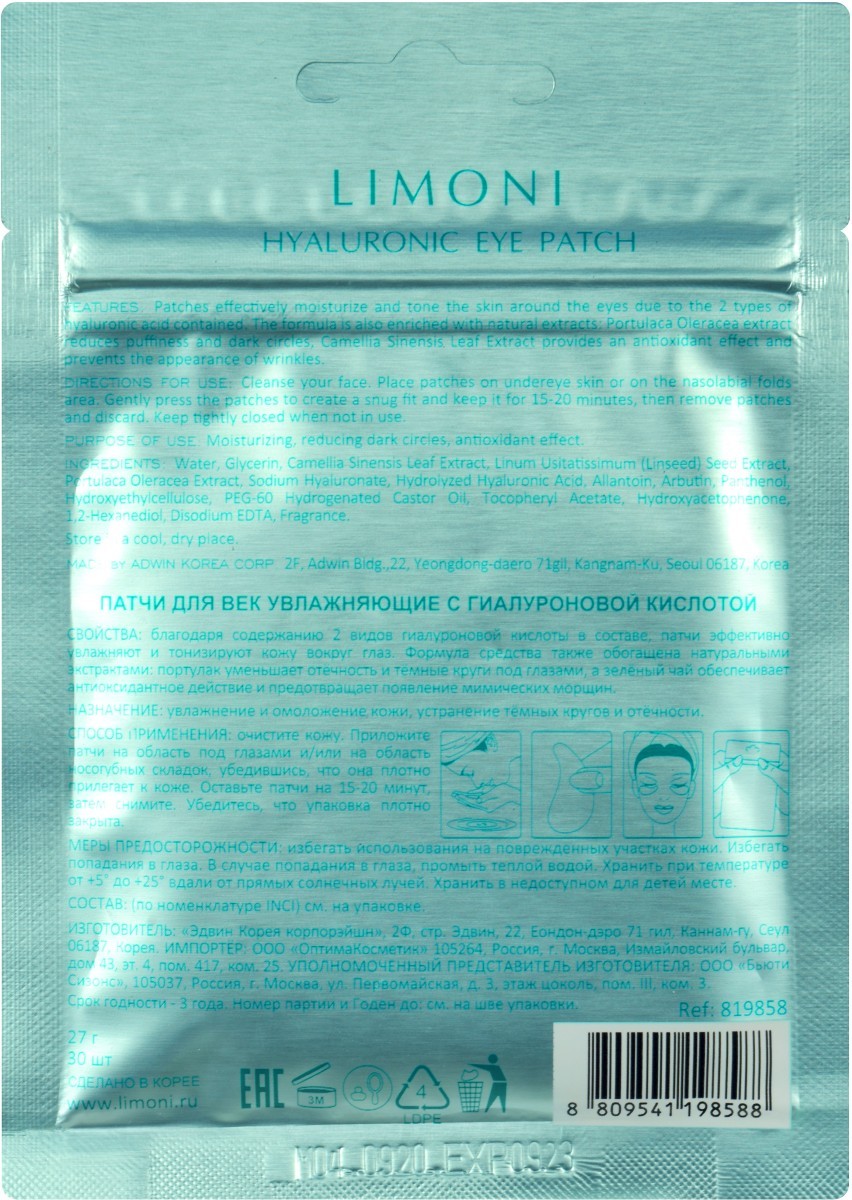 LIMONI
HYALURONIC EYE PATCH
FEATURES: Patches effectively moisturize and tone the skin around the eyes due to the 2 types of
hyaluronic acid contained. The formula is also enriched with natural extracts: Portulaca Oleracea extract
reduces puffiness and dark circles, Camellia Sinensis Leaf Extract provides an antioxidant effect and
prevents the appearance of wrinkles.
DIRECTIONS FOR USE: Cleanse your face. Place patches on undereye skin or on the nasolabial folds
area. Gently press the patches to create a snug fit and keep it for 15-20 minutes, then remove patches
and discard. Keep tightly closed when not in use.
PURPOSE OF USE: Moisturizing, reducing dark circles, antioxidant effect.
INGREDIENTS: Water, Glycerin, Camellia Sinensis Leaf Extract, Linum Usitatissimum (Linseed) Seed Extract,
Portulaca Oleracea Extract, Sodium Hyaluronate, Hydrolyzed Hyaluronic Acid, Allantoin, Arbutin, Panthenol,
Hydroxyethylcellulose, PEG-60 Hydrogenated Castor Oil, Tocopheryl Acetate, Hydroxyacetophenone,
1,2-Hexanediol, Disodium EDTA, Fragrance.
Store in a cool, dry place.
MADE BY ADWIN KOREA CORP. 2F, Adwin Bldg.,22, Yeongdong-daero 71gil, Kangnam-Ku, Seoul 06187, Korea
ПАТЧИ ДЛЯ ВЕК УВЛАЖНЯЮЩИЕ С ГИАЛУРОНОВОЙ КИСЛОТОЙ
СВОЙСТВА: благодаря содержанию 2 видов гиалуроновой кислоты в составе, патчи эффективно
увлажняют и тонизируют кожу вокруг глаз. Формула средства также обогащена натуральными
экстрактами: портулак уменьшает отёчность и тёмные круги под глазами, а зелёный чай обеспечивает
антиоксидантное действие и предотвращает появление мимических морщин.
НАЗНАЧЕНИЕ: увлажнение и омоложение кожи, устранение тёмных кругов и отёчности.
СПОСОБ ПРИМЕНЕНИЯ: очистите кожу. Приложите
патчи на область под глазами и/или на область
носогубных складок, убедившись, что она плотно
прилегает к коже. Оставьте патчи на 15-20 минут,
затем снимите. Убедитесь, что упаковка плотно
закрыта.
МЕРЫ ПРЕДОСТОРОЖНОСТИ: избегать использования на поврежденных участках кожи. Избегать
попадания в глаза. В случае попадания в глаза, промыть теплой водой. Хранить при температуре
от +5° до +25° вдали от прямых солнечных лучей. Хранить в недоступном для детей месте.
СОСТАВ: (по номенклатуре INCI) см. на упаковке.
ИЗГОТОВИТЕЛЬ: «Эдвин Корея корпорэйшн», 2Ф, стр. Эдвин, 22, Еондон-дэро 71 гил, Каннам-гу, Сеул
06187, Корея. ИМПОРТЕР: ООО «ОптимаКосметик» 105264, Россия, г. Москва, Измайловский бульвар,
дом 43, эт. 4, пом. 417, ком. 25. УПОЛНОМОЧЕННЫЙ ПРЕДСТАВИТЕЛЬ ИЗГОТОВИТЕЛЯ: ООО «Бьюти
Сизонс», 105037, Россия, г. Москва, ул. Первомайская, д. 3, этаж цоколь, пом. III, ком. 3.
Срок годности - 3 года. Номер партии и Годен до: см. на шве упаковки.
Ref: 819858
27 г
30 шт
СДЕЛАНО В КОРЕЕ
www.limoni.ru
EAC
3M
4
LDPE
8 809541 198588
M04 0920 EXP0923